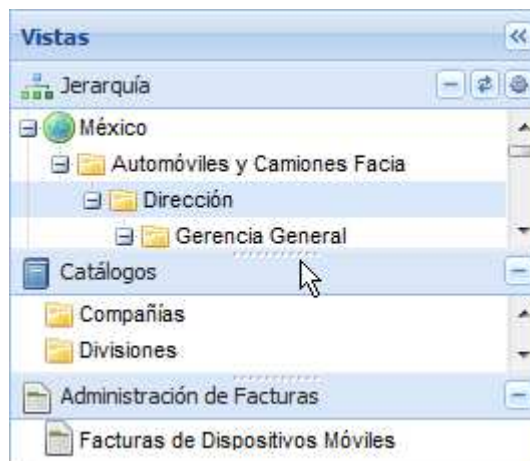 Vistas
Jerarquía
México
Automóviles y Camiones Facia
Dirección
Gerencia General
Catálogos
Compañías
Divisiones
Administración de Facturas
Facturas de Dispositivos Móviles